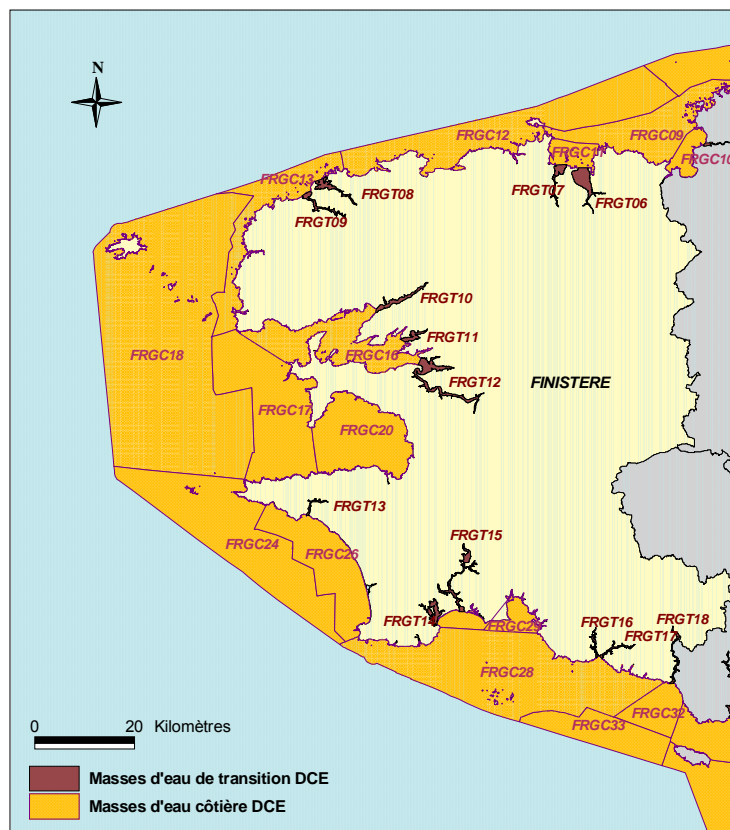 N
FRGC12
FRGC09
FRGC10
FRGC13
FRGT08
FRGT07
FRGT06
FRGT09
FRGT10
FRGT11
FRGC16
FRGC18
FRGT12
FINISTERE
FRGC17
FRGC20
FRGT13
FRGT15
FRGC24
FRGC26
FRGT16
FRGT18
FRGT17
FRGC29
FRGC28
FRGC32
FRGC33
0 20 Kilomètres
Masses d'eau de transition DCE
Masses d'eau côtière DCE